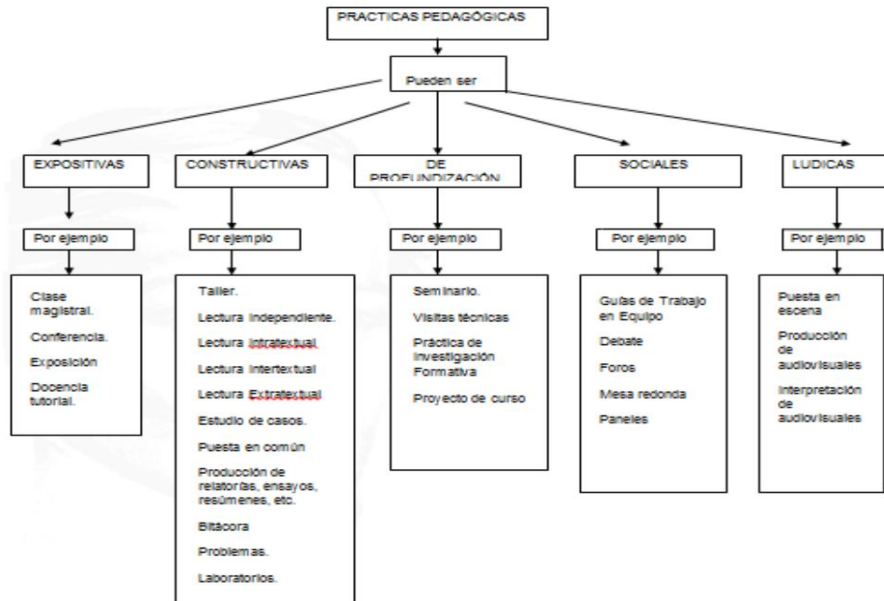 PRACTICAS PEDAGÓGICAS
Pueden ser
EXPOSITIVAS
CONSTRUCTIVAS
DE
PROFUNDIZACIÓN
SOCIALES
LUDICAS
Por ejemplo
Por ejemplo
Por ejemplo
Por ejemplo
Por ejemplo
Clase
magistral.
Conferencia.
Exposición
Docencia
tutorial.
Taller.
Lectura Independiente.
Lectura Intratextual
Lectura Intertextual
Lectura Extratextual
Estudio de casos.
Puesta en común
Producción de
relatorías, ensayos,
resúmenes, etc.
Bitácora
Problemas.
Laboratorios.
Seminario.
Visitas técnicas
Práctica de
Investigación
Formativa
Proyecto de curso
Guías de Trabajo
en Equipo
Debate
Foros
Mesa redonda
Paneles
Puesta en
escena
Producción
de
audiovisuales
Interpretación
de
audiovisuales